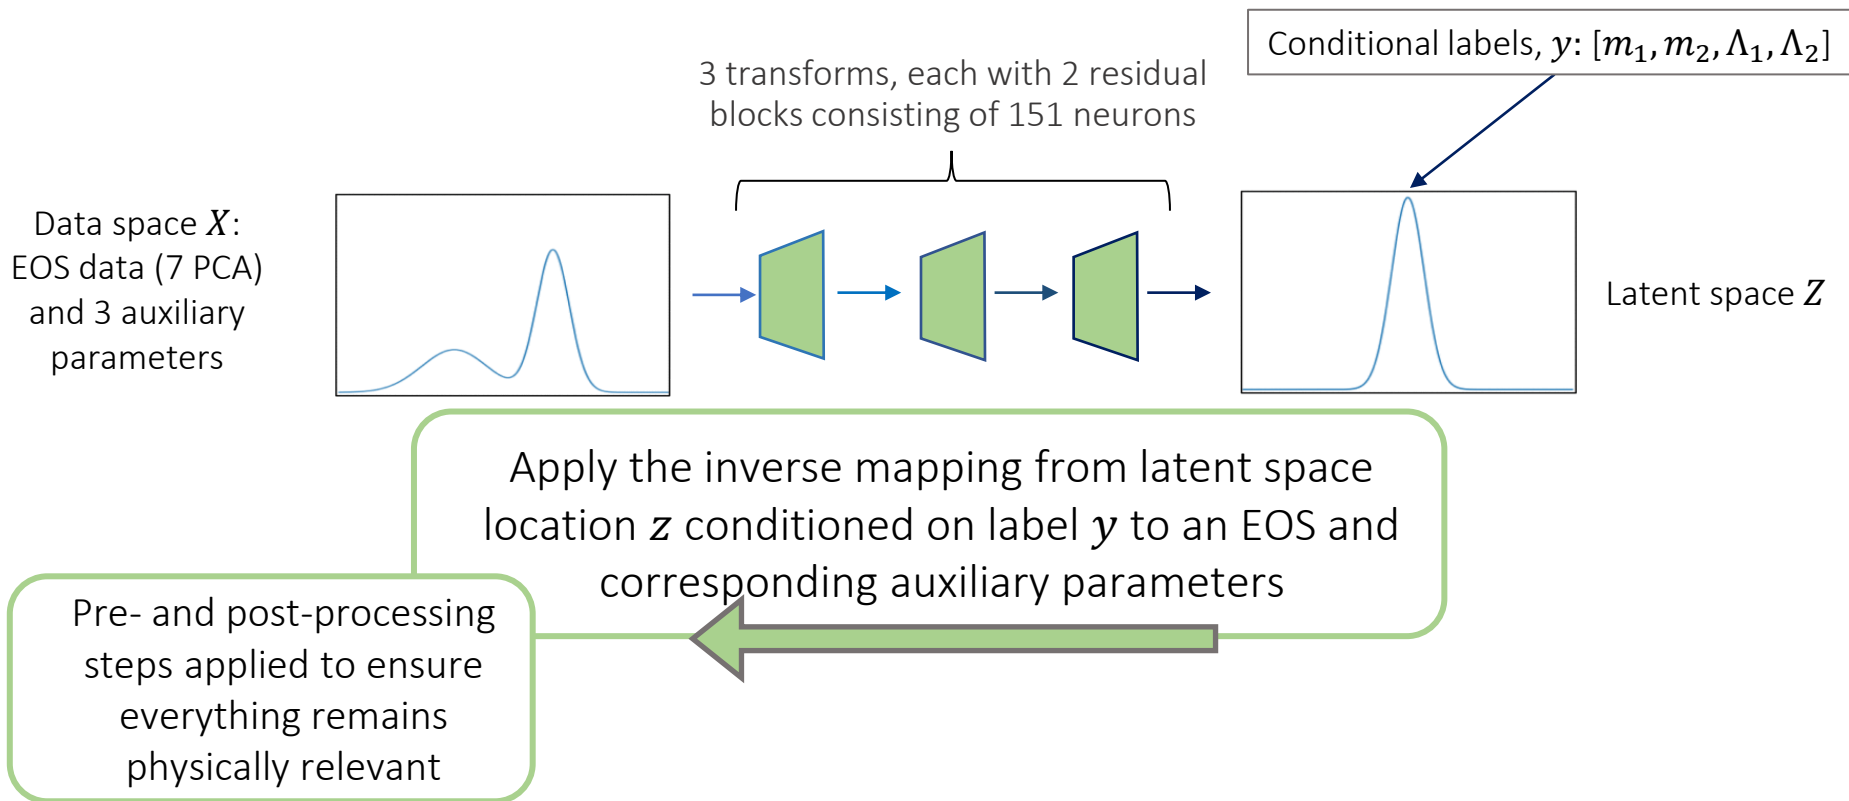 Conditional labels, y: [m₁, m₂, Λ₁, Λ₂]
3 transforms, each with 2 residual
blocks consisting of 151 neurons
Data space X:
EOS data (7 PCA)
and 3 auxiliary
parameters
Latent space Z
Apply the inverse mapping from latent space
location z conditioned on label y to an EOS and
corresponding auxiliary parameters
Pre- and post-processing
steps applied to ensure
everything remains
physically relevant